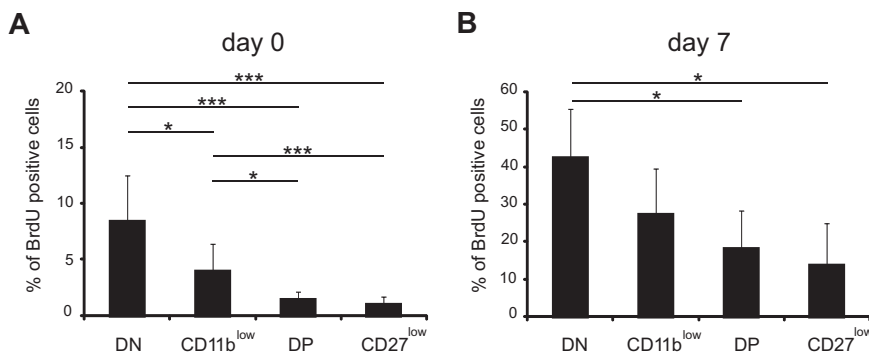 A
day 0
% of BrdU positive cells
20
15
10
5
0
***
***
*
***
*
DN CD11b^low DP CD27^low
B
day 7
% of BrdU positive cells
60
50
40
30
20
10
0
*
*
DN CD11b^low DP CD27^low